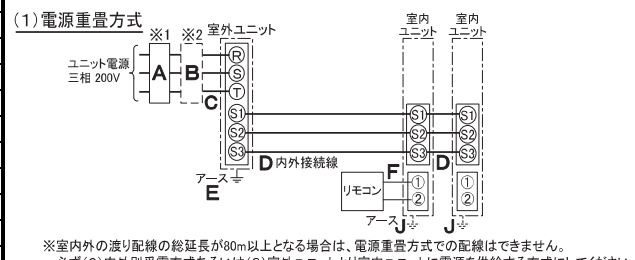 (1)電源重畳方式
※1 ※2 室外ユニット
室内ユニット
室内ユニット
ユニット電源
三相 200V
A
B
C
R
S
T
S1
S2
S3
S1
S2
S3
S1
S2
S3
D 内外接続線
D
アース
E
F
リモコン
①
②
①
②
アース J
J
※室内外の渡り配線の総延長が80m以上となる場合は、電源重畳方式での配線はできません。